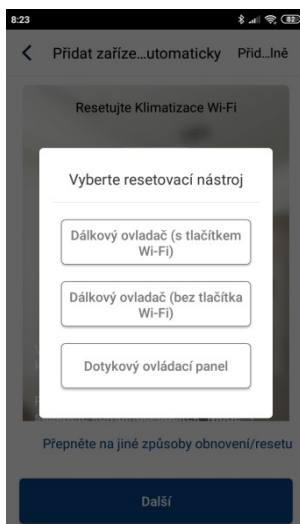 8:23 82
Přidat zaříze...utomaticky Přid...lně
Resetujte Klimatizace Wi-Fi
Vyberte resetovací nástroj
Dálkový ovladač (s tlačítkem
Wi-Fi)
Dálkový ovladač (bez tlačítka
Wi-Fi)
Dotykový ovládací panel
Přepněte na jiné způsoby obnovení/resetu
Další